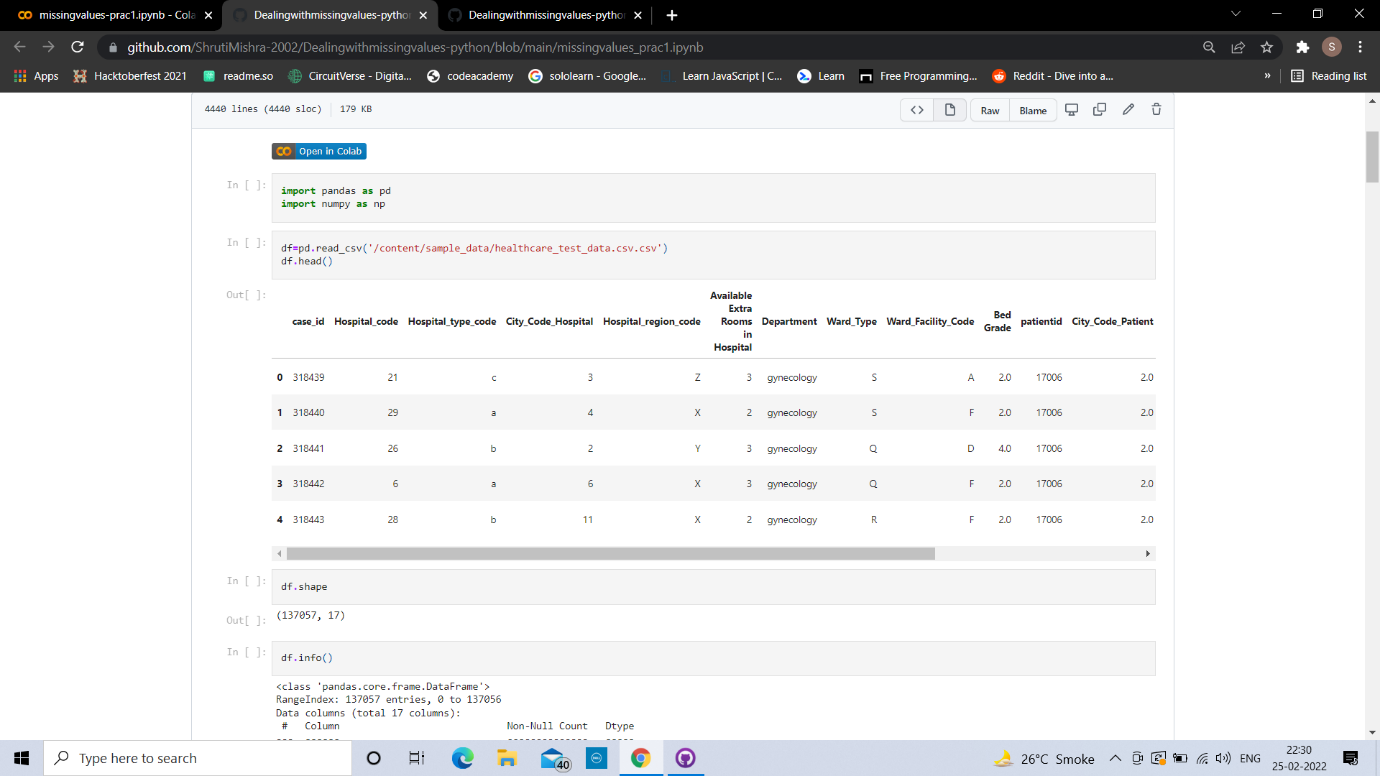 missingvalues-prac1.ipynb - Cola
Dealingwithmissingvalues-python
Dealingwithmissingvalues-pytho
github.com/ShrutiMishra-2002/Dealingwithmissingvalues-python/blob/main/missingvalues_prac1.ipynb
S
Apps
Hacktoberfest 2021
readme.so
CircuitVerse - Digita...
codeacademy
sololearn - Google...
Learn JavaScript | C...
Learn
Free Programming...
Reddit - Dive into a...
»
Reading list
4440 lines (4440 sloc) 179 KB
<> Raw Blame
Open in Colab
In [ ]:
import pandas as pd
import numpy as np
In [ ]:
df=pd.read_csv('/content/sample_data/healthcare_test_data.csv.csv')
df.head()
Out[ ]:
case_id Hospital_code Hospital_type_code City_Code_Hospital Hospital_region_code Available Extra Rooms in Hospital Department Ward_Type Ward_Facility_Code Bed Grade patientid City_Code_Patient
0 318439 21 c 3 Z 3 gynecology S A 2.0 17006 2.0
1 318440 29 a 4 X 2 gynecology S F 2.0 17006 2.0
2 318441 26 b 2 Y 3 gynecology Q D 4.0 17006 2.0
3 318442 6 a 6 X 3 gynecology Q F 2.0 17006 2.0
4 318443 28 b 11 X 2 gynecology R F 2.0 17006 2.0
In [ ]:
df.shape
Out[ ]:
(137057, 17)
In [ ]:
df.info()
<class 'pandas.core.frame.DataFrame'>
RangeIndex: 137057 entries, 0 to 137056
Data columns (total 17 columns):
# Column Non-Null Count Dtype
Type here to search
40
26°C Smoke
ENG
22:30
25-02-2022